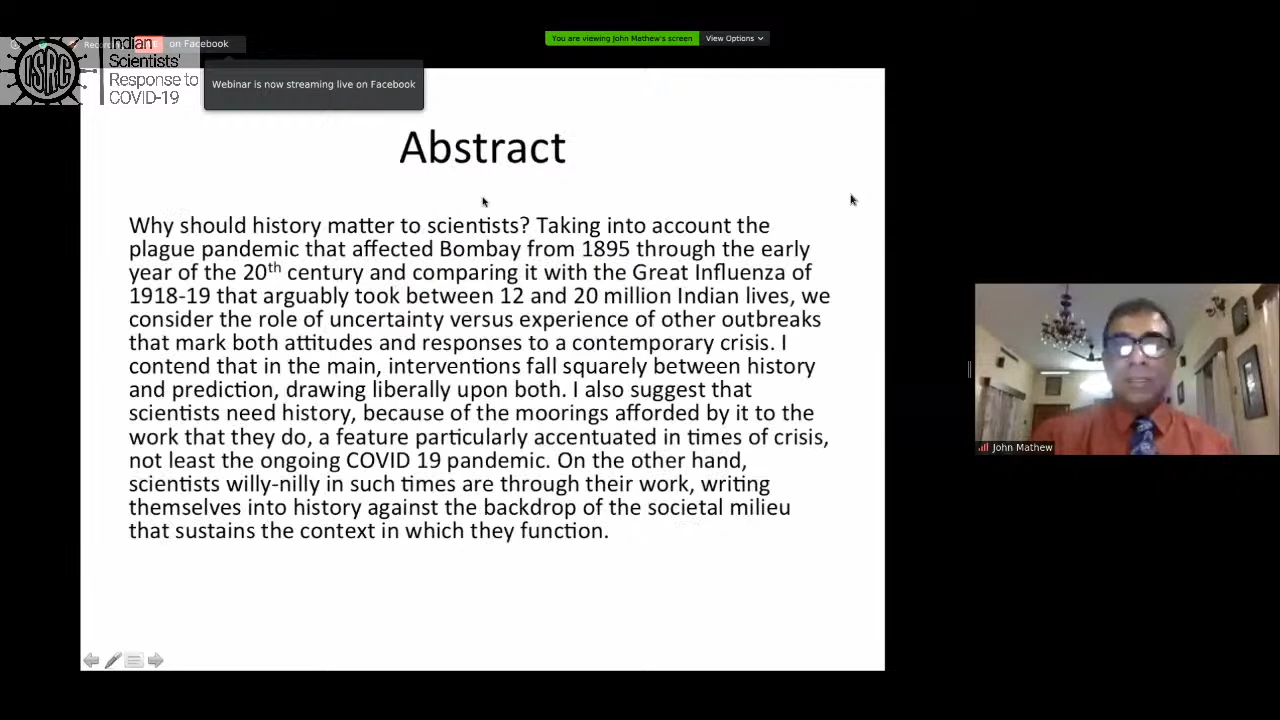 on Facebook
You are viewing John Mathew's screen View Options
Indian
Scientists'
Response to
COVID-19
ISRC
Webinar is now streaming live on Facebook
Abstract
Why should history matter to scientists? Taking into account the
plague pandemic that affected Bombay from 1895 through the early
year of the 20th century and comparing it with the Great Influenza of
1918-19 that arguably took between 12 and 20 million Indian lives, we
consider the role of uncertainty versus experience of other outbreaks
that mark both attitudes and responses to a contemporary crisis. I
contend that in the main, interventions fall squarely between history
and prediction, drawing liberally upon both. I also suggest that
scientists need history, because of the moorings afforded by it to the
work that they do, a feature particularly accentuated in times of crisis,
not least the ongoing COVID 19 pandemic. On the other hand,
scientists willy-nilly in such times are through their work, writing
themselves into history against the backdrop of the societal milieu
that sustains the context in which they function.
John Mathew